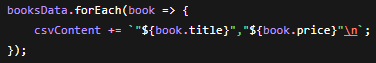 booksData.forEach(book => {
csvContent += `"${book.title}","${book.price}"\n`;
});